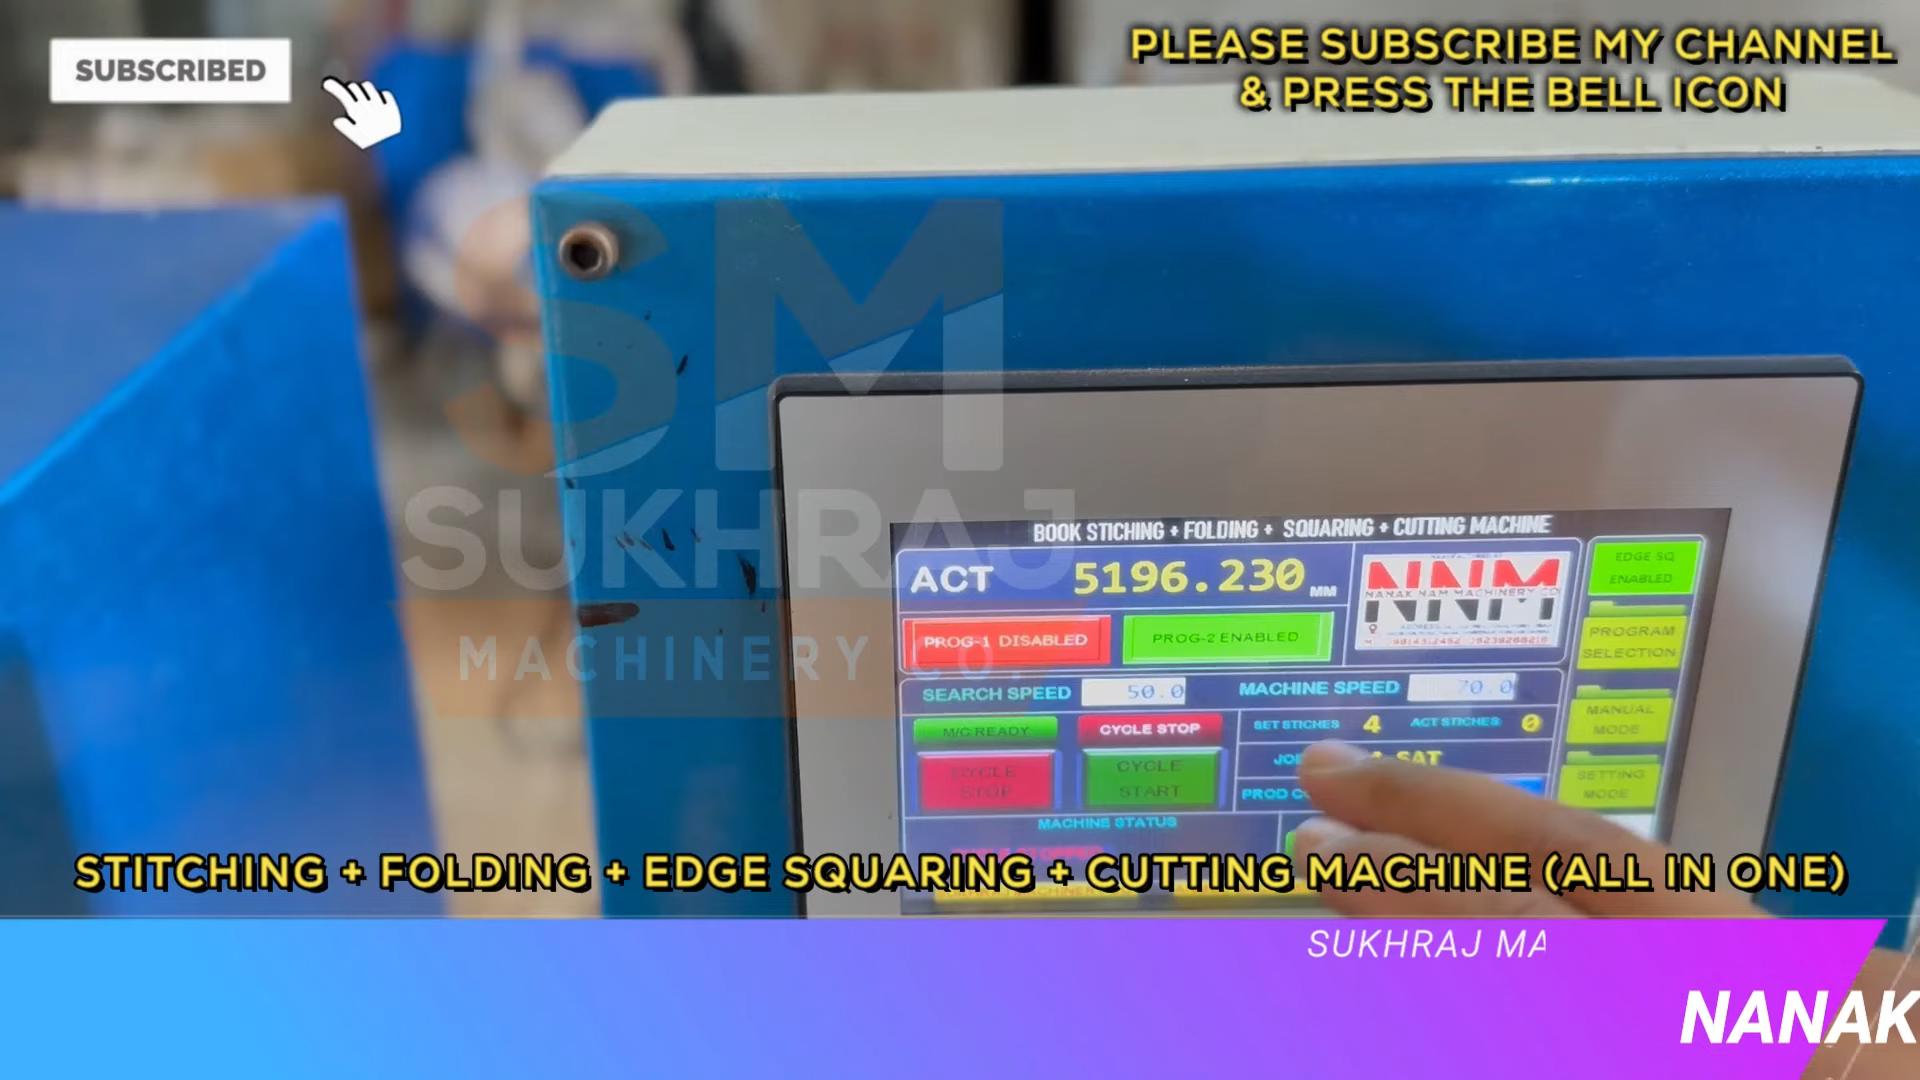 SUBSCRIBED
PLEASE SUBSCRIBE MY CHANNEL
& PRESS THE BELL ICON
SM
SUKHRAJ
MACHINERY CO.
BOOK STICHING + FOLDING + SQUARING + CUTTING MACHINE
ACT 5196.230 MM
NNM
NANAK NAM MACHINERY CO
EDGE SQ
ENABLED
PROG-1 DISABLED
PROG-2 ENABLED
PROGRAM
SELECTION
SEARCH SPEED 50.0
MACHINE SPEED 70.0
M/C READY
CYCLE STOP
SET STICHES 4
ACT STICHES 0
MANUAL
MODE
CYCLE
STOP
CYCLE
START
SAT
PROD
SETTING
MODE
MACHINE STATUS
STITCHING + FOLDING + EDGE SQUARING + CUTTING MACHINE (ALL IN ONE)
SUKHRAJ MA
NANAK